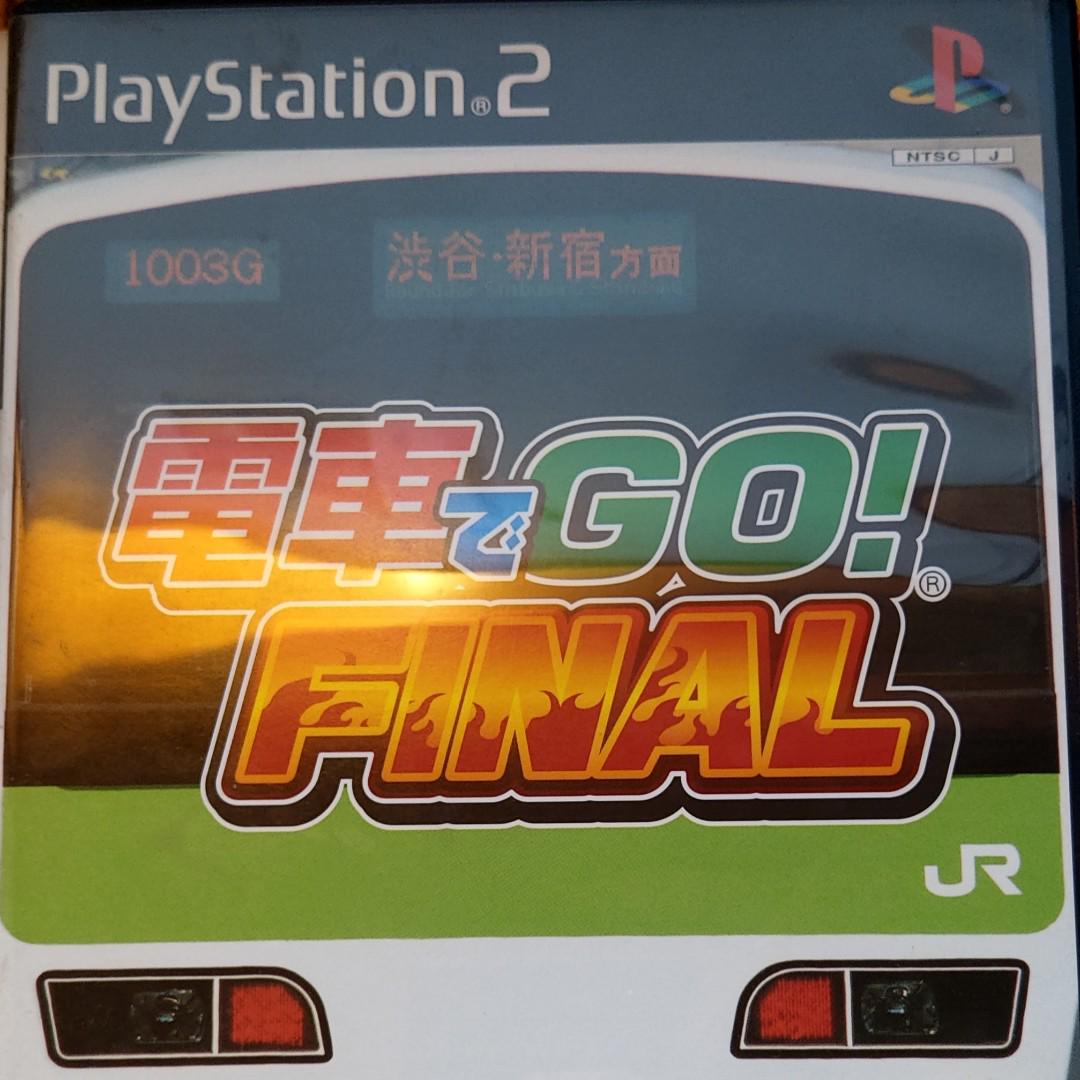 PlayStation®2
NTSC J
1003G
渋谷・新宿方面
電車でGO!
®
FINAL
JR